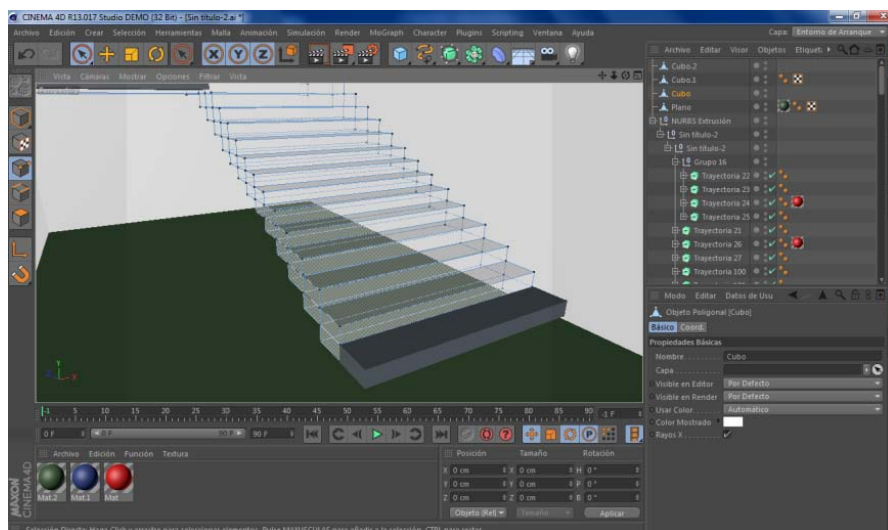 CINEMA 4D R13.017 Studio DEMO (32 Bit) - [Sin título-2.ai *]
Archivo Edición Crear Selección Herramientas Malla Animación Simulación Render MoGraph Character Plugins Scripting Ventana Ayuda
Capa: Entorno de Arranque
X Y Z
Archivo Editar Visor Objetos Etiquet:
Vista Cámaras Mostrar Opciones Filtrar Vista
Cubo.2
Cubo.1
Cubo
Plano
NURBS Extrusión
Sin título-2
Sin título-2
Grupo 16
Trayectoria 22
Trayectoria 23
Trayectoria 24
Trayectoria 25
Trayectoria 21
Trayectoria 26
Trayectoria 27
Trayectoria 100
Modo Editar Datos de Usu
Objeto Poligonal [Cubo]
Básico Coord.
Propiedades Básicas
Nombre Cubo
Capa
Visible en Editor Por Defecto
Visible en Render Por Defecto
Usar Color Automático
Color Mostrado
Rayos X
Y
Z X
5 10 15 20 25 30 35 40 45 50 55 60 65 70 75 80 85 90 -1 F
0 F 0 F 90 F 90 F
Archivo Edición Función Textura
Mat.2 Mat.1 Mat
Posición Tamaño Rotación
X 0 cm X 0 cm H 0 °
Y 0 cm Y 0 cm P 0 °
Z 0 cm Z 0 cm B 0 °
Objeto (Rel) Tamaño Aplicar
MAXON
CINEMA 4D